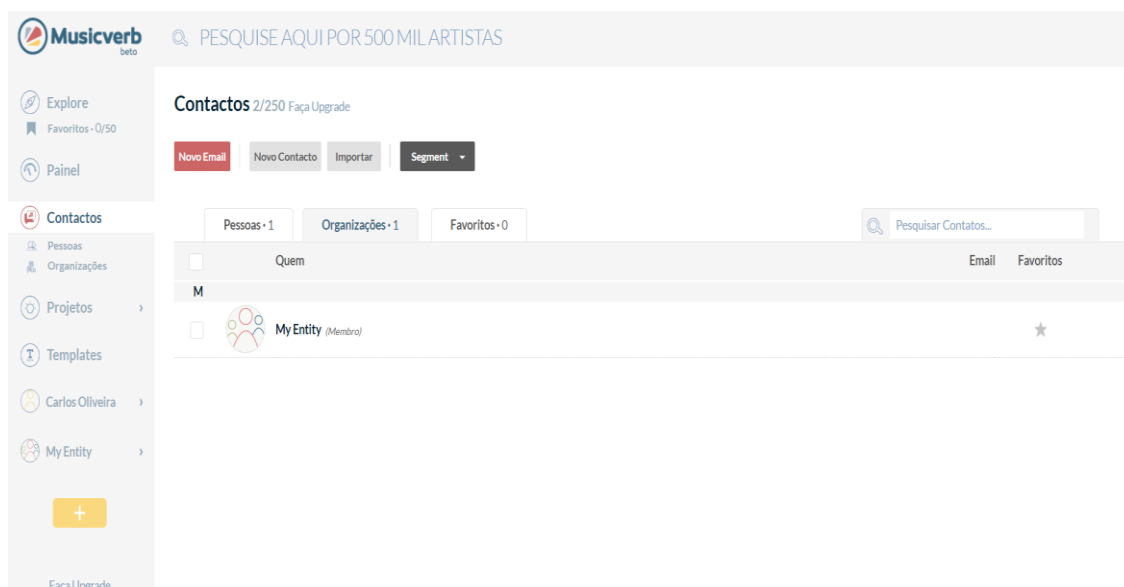 Musicverb
beta
PESQUISE AQUI POR 500 MIL ARTISTAS
Explore
Favoritos · 0/50
Painel
Contactos
Pessoas
Organizações
Projetos
Templates
Carlos Oliveira
My Entity
+
Faça Upgrade
Contactos 2/250 Faça Upgrade
Novo Email Novo Contacto Importar Segment
Pessoas · 1 Organizações · 1 Favoritos · 0 Pesquisar Contatos...
Quem Email Favoritos
M
My Entity (Membro)